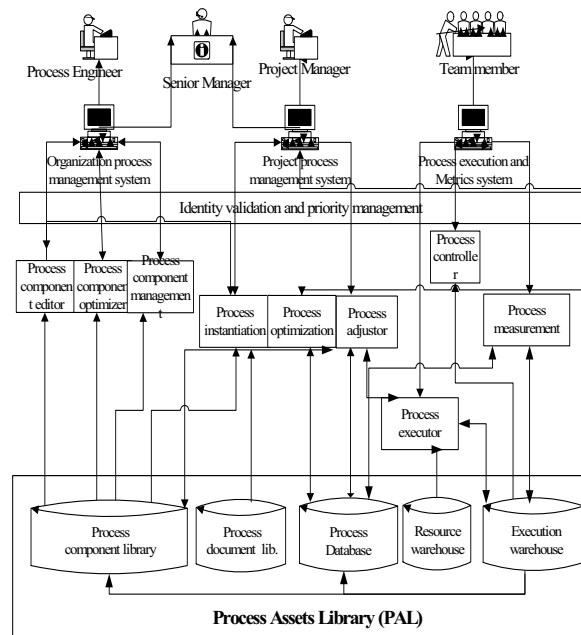 Process Engineer
Senior Manager
Project Manager
Team member
Organization process
management system
Project process
management system
Process execution and
Metrics system
Identity validation and priority management
Process
controlle
r
Process
componen
t editor
Process
component
optimizer
Process
component
managemen
t
Process
instantiation
Process
optimization
Process
adjustor
Process
measurement
Process
executor
Process
component library
Process
document lib.
Process
Database
Resource
warehouse
Execution
warehouse
Process Assets Library (PAL)